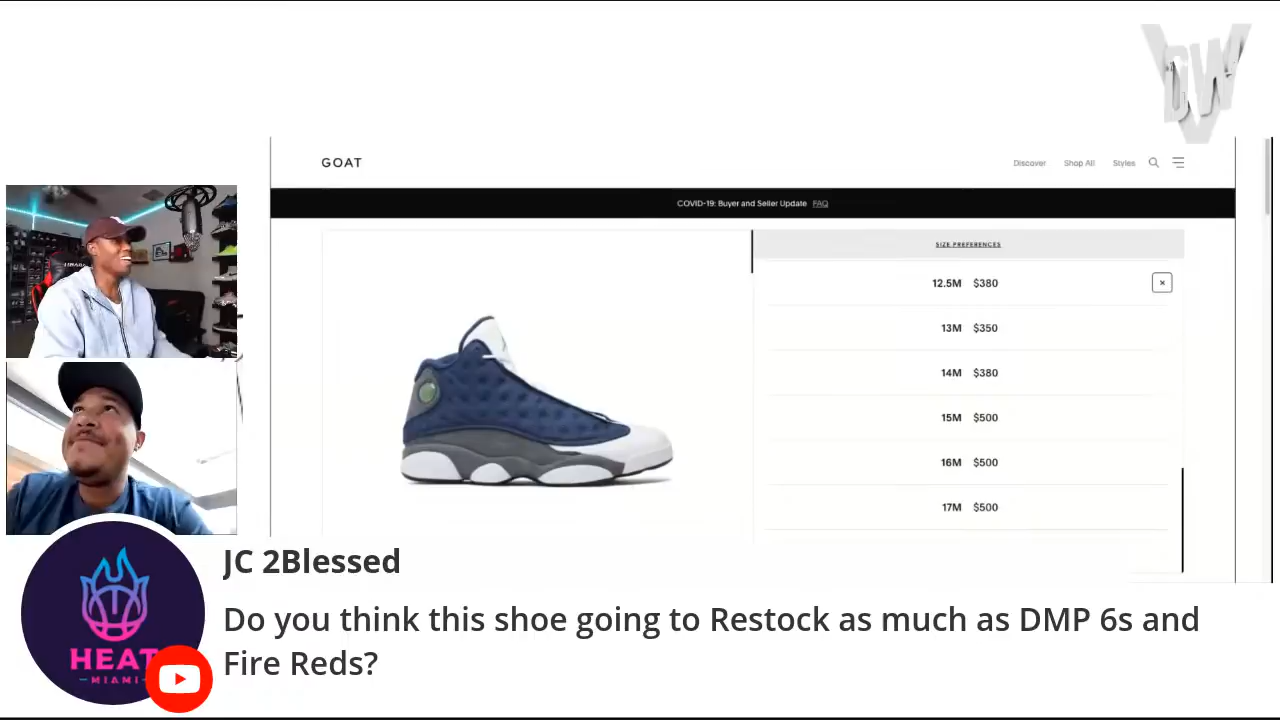 GOAT
Discover Shop All Styles
COVID-19: Buyer and Seller Update FAQ
SIZE PREFERENCES
12.5M $380
13M $350
14M $380
15M $500
16M $500
17M $500
JC 2Blessed
Do you think this shoe going to Restock as much as DMP 6s and
Fire Reds?
HEAT
MIAMI